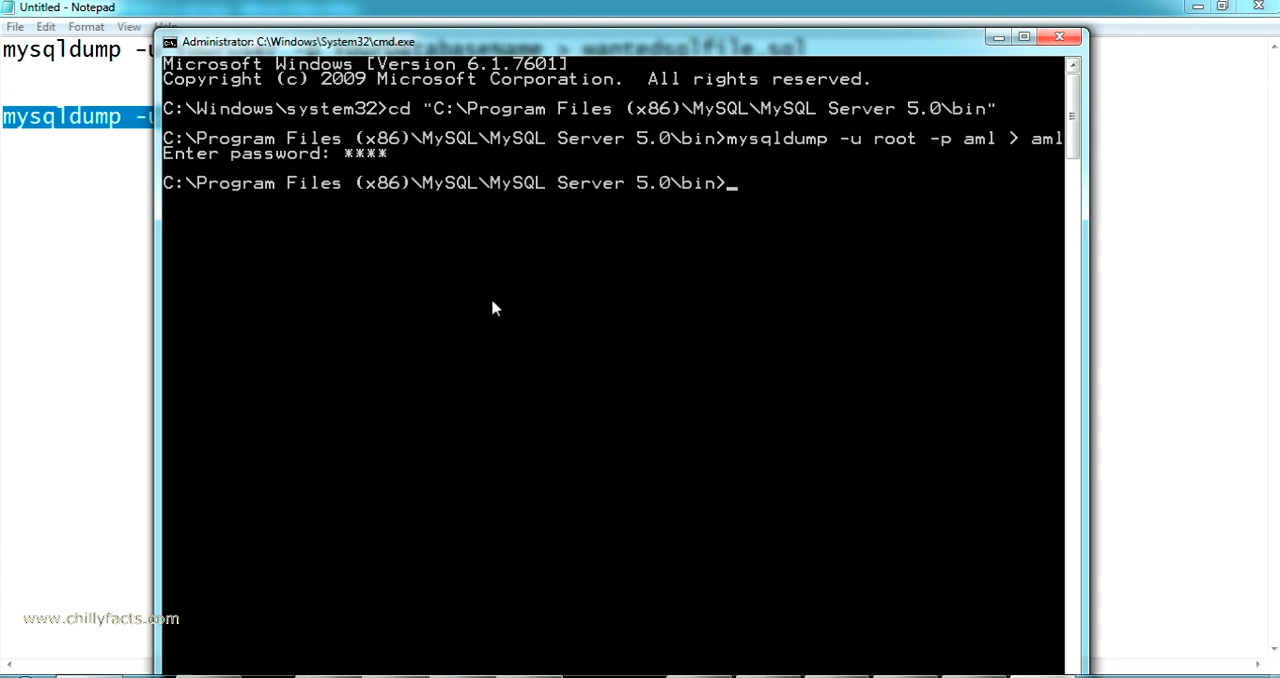 Untitled - Notepad
File Edit Format View Help
mysqldump -u
wantedsqlfile.sql
mysqldump -u
Administrator: C:\Windows\System32\cmd.exe
Microsoft Windows [Version 6.1.7601]
Copyright (c) 2009 Microsoft Corporation. All rights reserved.
C:\Windows\system32>cd "C:\Program Files (x86)\MySQL\MySQL Server 5.0\bin"
C:\Program Files (x86)\MySQL\MySQL Server 5.0\bin>mysqldump -u root -p aml > aml
Enter password: ****
C:\Program Files (x86)\MySQL\MySQL Server 5.0\bin>_
www.chillyfacts.com